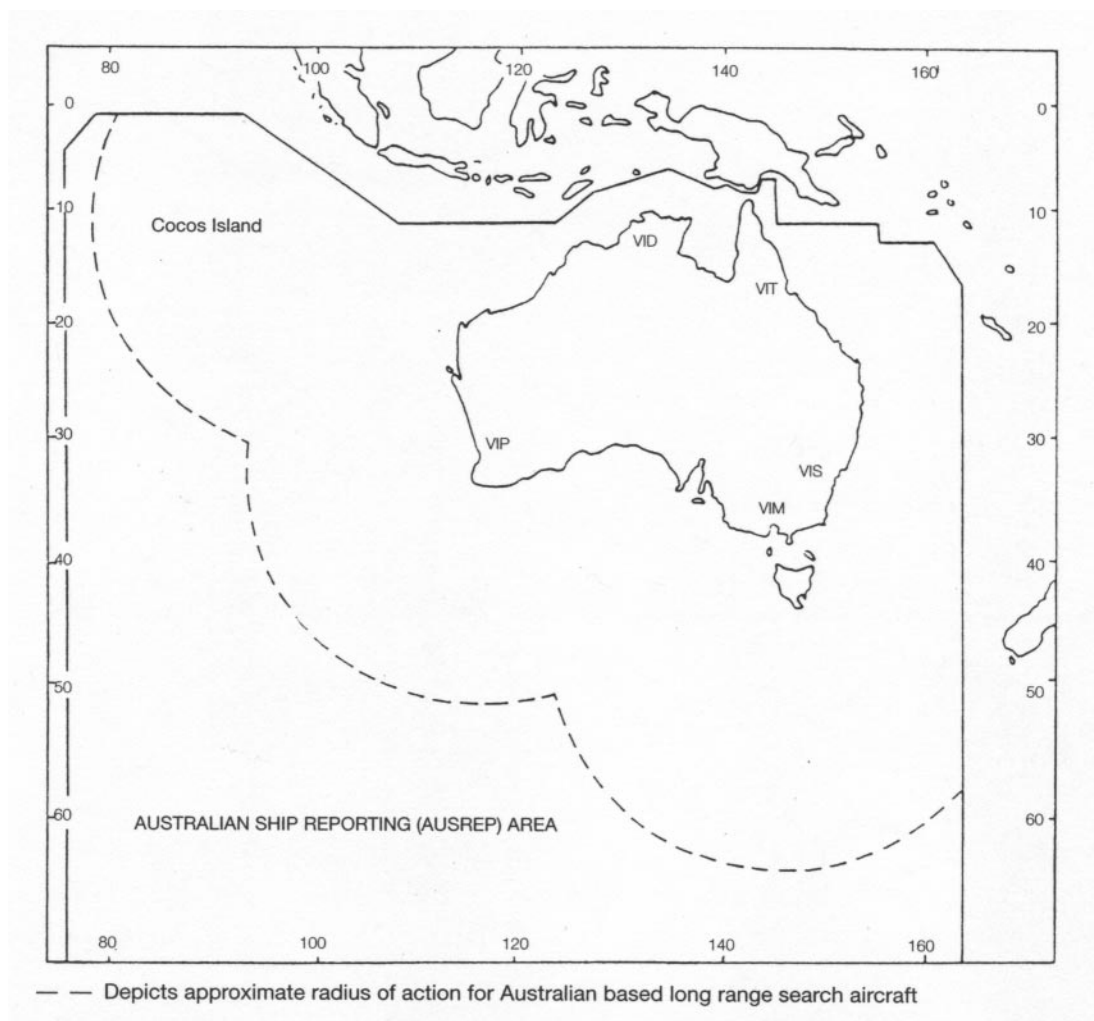 80 100 120 140 160
0 0
10 10
Cocos Island
VID
VIT
20 20
30 30
VIP
VIS
VIM
40 40
50 50
60 60
AUSTRALIAN SHIP REPORTING (AUSREP) AREA
80 100 120 140 160
— — Depicts approximate radius of action for Australian based long range search aircraft